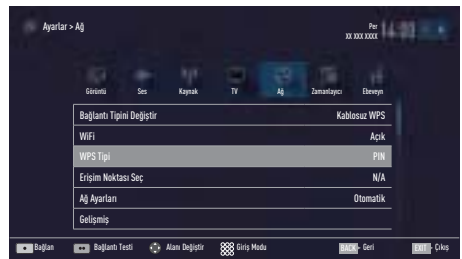 Ayarlar > Ağ
Per
XX XXX XXXX
Görüntü Ses Kaynak TV Ağ Zamanlayıcı Ebeveyn
Bağlantı Tipini Değiştir Kablosuz WPS
WiFi Açık
WPS Tipi PIN
Erişim Noktası Seç N/A
Ağ Ayarları Otomatik
Gelişmiş
Bağlan Bağlantı Testi Alanı Değiştir Giriş Modu BACK - Geri EXIT - Çıkış